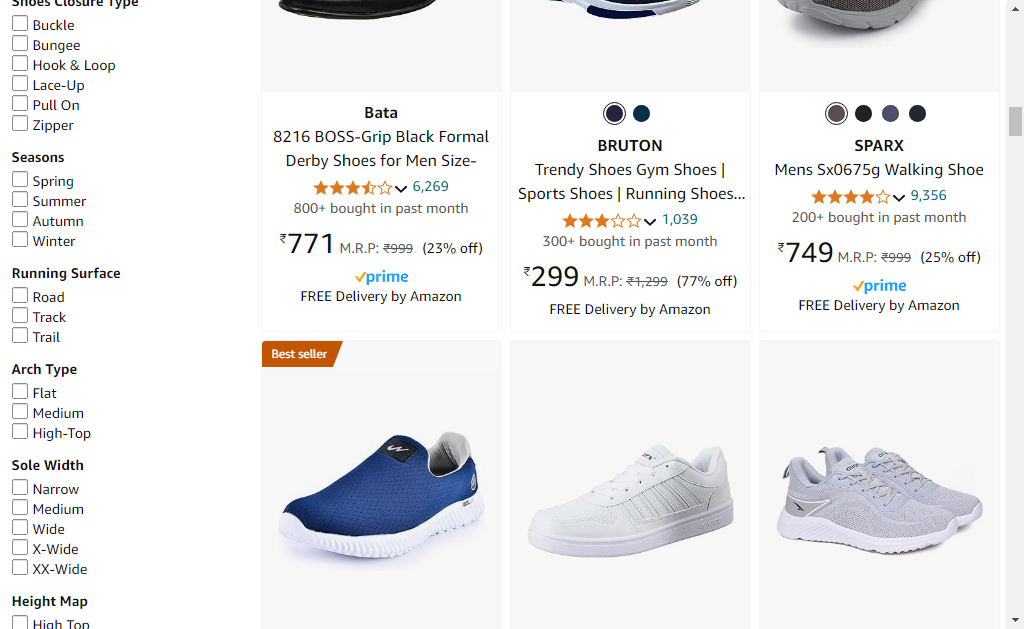 Shoes Closure Type
Buckle
Bungee
Hook & Loop
Lace-Up
Pull On
Zipper
Seasons
Spring
Summer
Autumn
Winter
Running Surface
Road
Track
Trail
Arch Type
Flat
Medium
High-Top
Sole Width
Narrow
Medium
Wide
X-Wide
XX-Wide
Height Map
High Top
Bata
8216 BOSS-Grip Black Formal
Derby Shoes for Men Size-
6,269
800+ bought in past month
₹771 M.R.P: ₹999 (23% off)
prime
FREE Delivery by Amazon
BRUTON
Trendy Shoes Gym Shoes |
Sports Shoes | Running Shoes...
1,039
300+ bought in past month
₹299 M.R.P: ₹1,299 (77% off)
FREE Delivery by Amazon
SPARX
Mens Sx0675g Walking Shoe
9,356
200+ bought in past month
₹749 M.R.P: ₹999 (25% off)
prime
FREE Delivery by Amazon
Best seller